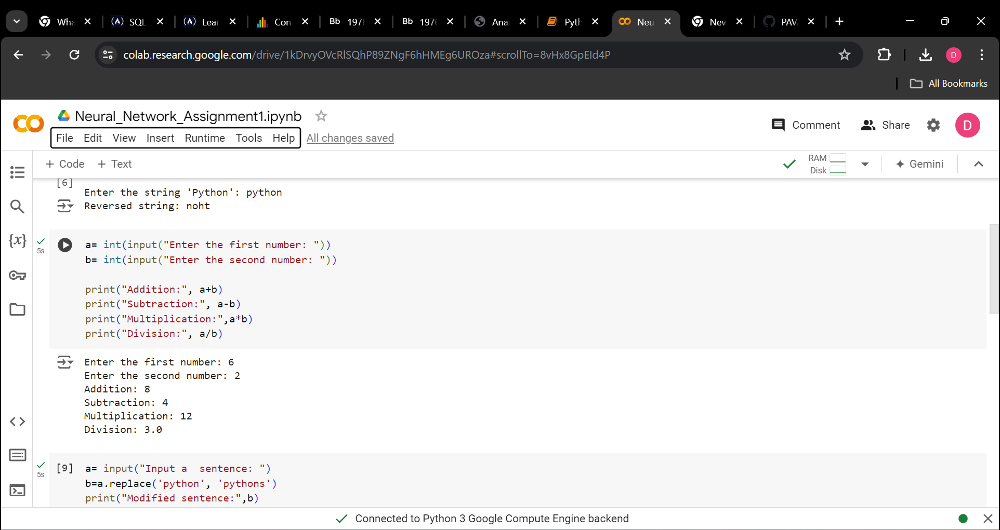 Wha
SQL
Lear
Con
Bb 197
Bb 197
Ana
Pyth
Neu
New
PAV
colab.research.google.com/drive/1kDrvyOVcRlSQhP89ZNgF6hHMEg6UROza#scrollTo=8vHx8GpEId4P
D
All Bookmarks
Neural_Network_Assignment1.ipynb
Comment
Share
D
File Edit View Insert Runtime Tools Help All changes saved
+ Code + Text
RAM
Disk
Gemini
[6]
Enter the string 'Python': python
Reversed string: noht
5s
a= int(input("Enter the first number: "))
b= int(input("Enter the second number: "))
print("Addition:", a+b)
print("Subtraction:", a-b)
print("Multiplication:",a*b)
print("Division:", a/b)
Enter the first number: 6
Enter the second number: 2
Addition: 8
Subtraction: 4
Multiplication: 12
Division: 3.0
5s
[9] a= input("Input a  sentence: ")
b=a.replace('python', 'pythons')
print("Modified sentence:",b)
Connected to Python 3 Google Compute Engine backend